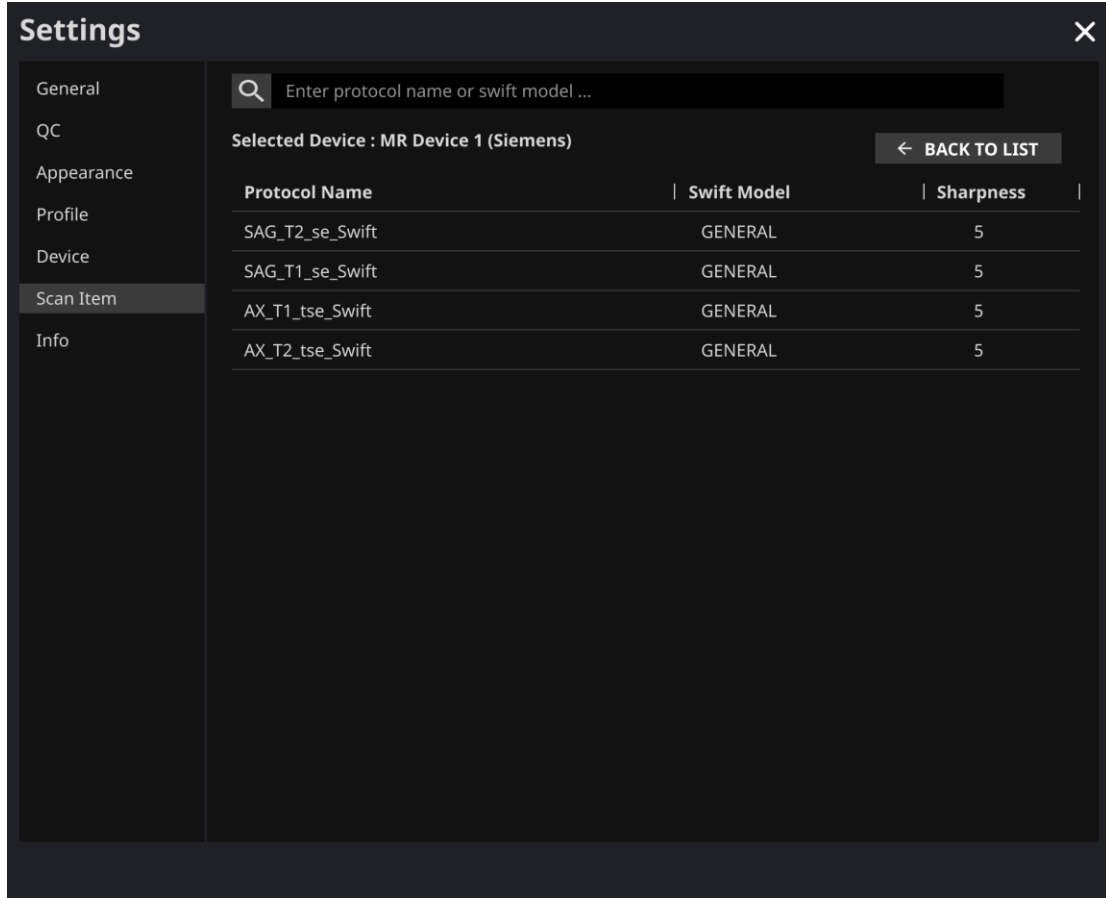 Settings
General
QC
Appearance
Profile
Device
Scan Item
Info
Enter protocol name or swift model ...
Selected Device : MR Device 1 (Siemens)
← BACK TO LIST
Protocol Name | Swift Model | Sharpness |
SAG_T2_se_Swift GENERAL 5
SAG_T1_se_Swift GENERAL 5
AX_T1_tse_Swift GENERAL 5
AX_T2_tse_Swift GENERAL 5